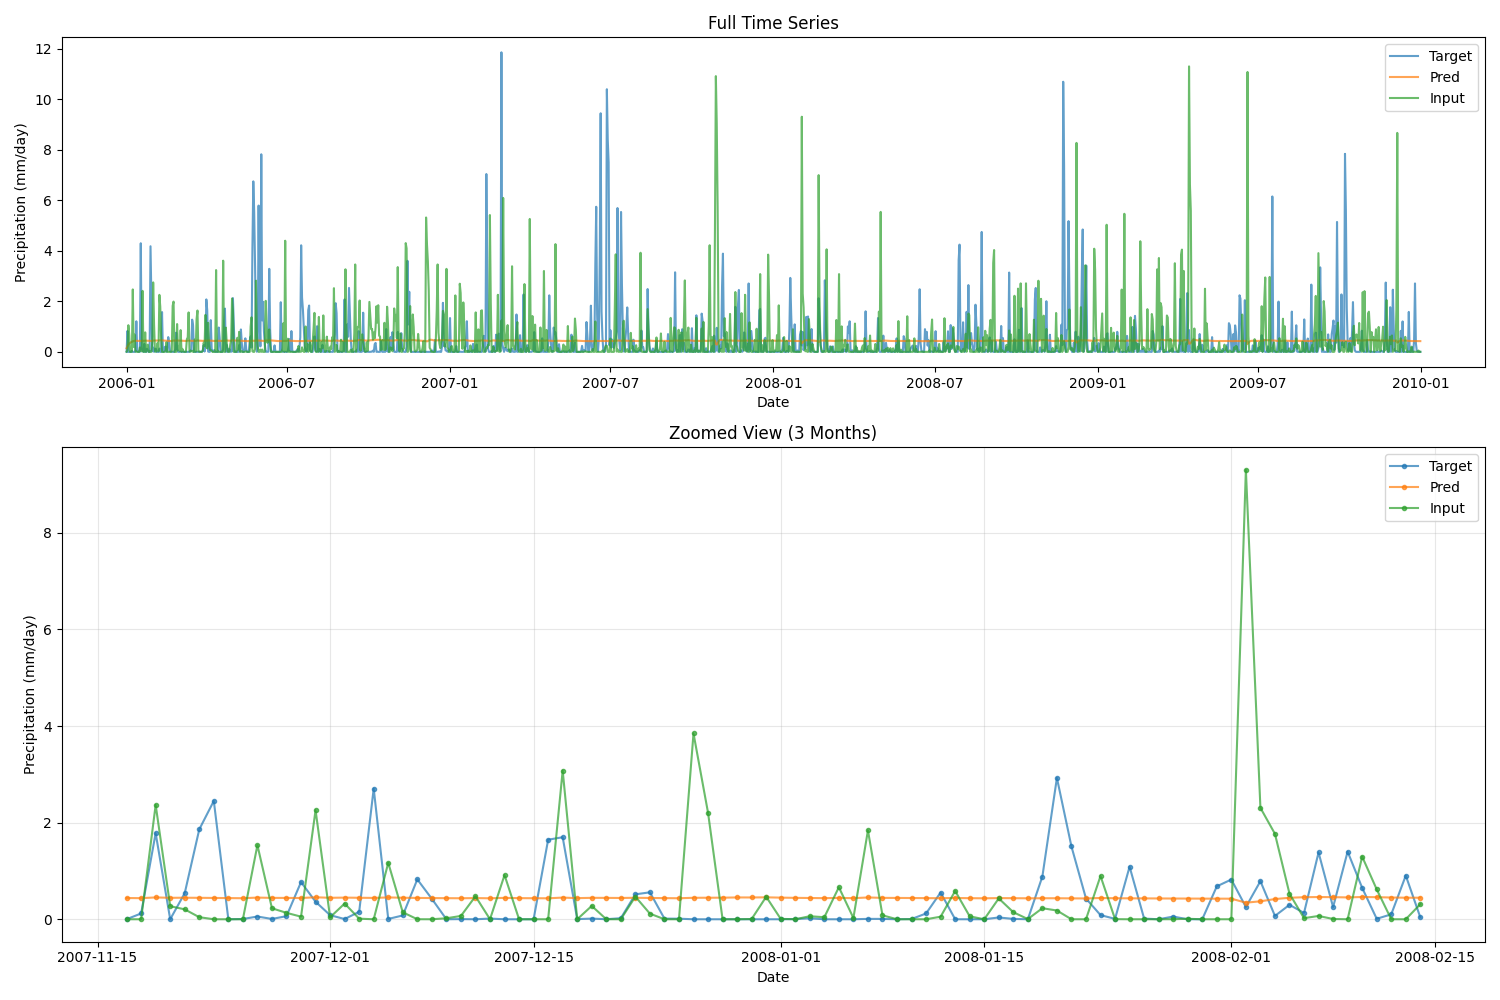 Full Time Series
Precipitation (mm/day)
12
10
8
6
4
2
0
Target
Pred
Input
2006-01
2006-07
2007-01
2007-07
2008-01
2008-07
2009-01
2009-07
2010-01
Date
Zoomed View (3 Months)
Precipitation (mm/day)
8
6
4
2
0
Target
Pred
Input
2007-11-15
2007-12-01
2007-12-15
2008-01-01
2008-01-15
2008-02-01
2008-02-15
Date